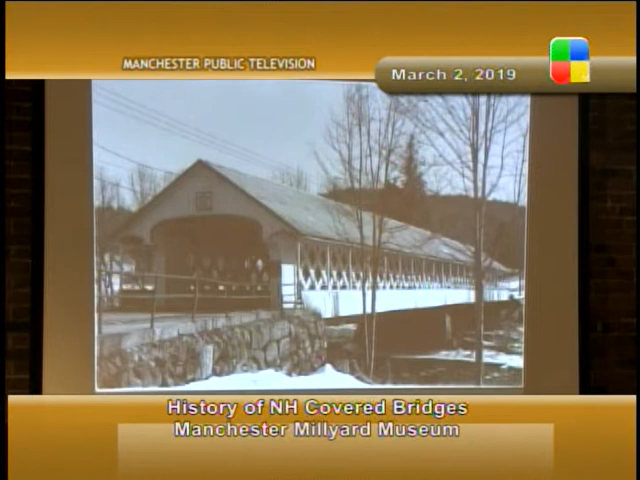 MANCHESTER PUBLIC TELEVISION
March 2, 2019
History of NH Covered Bridges
Manchester Millyard Museum